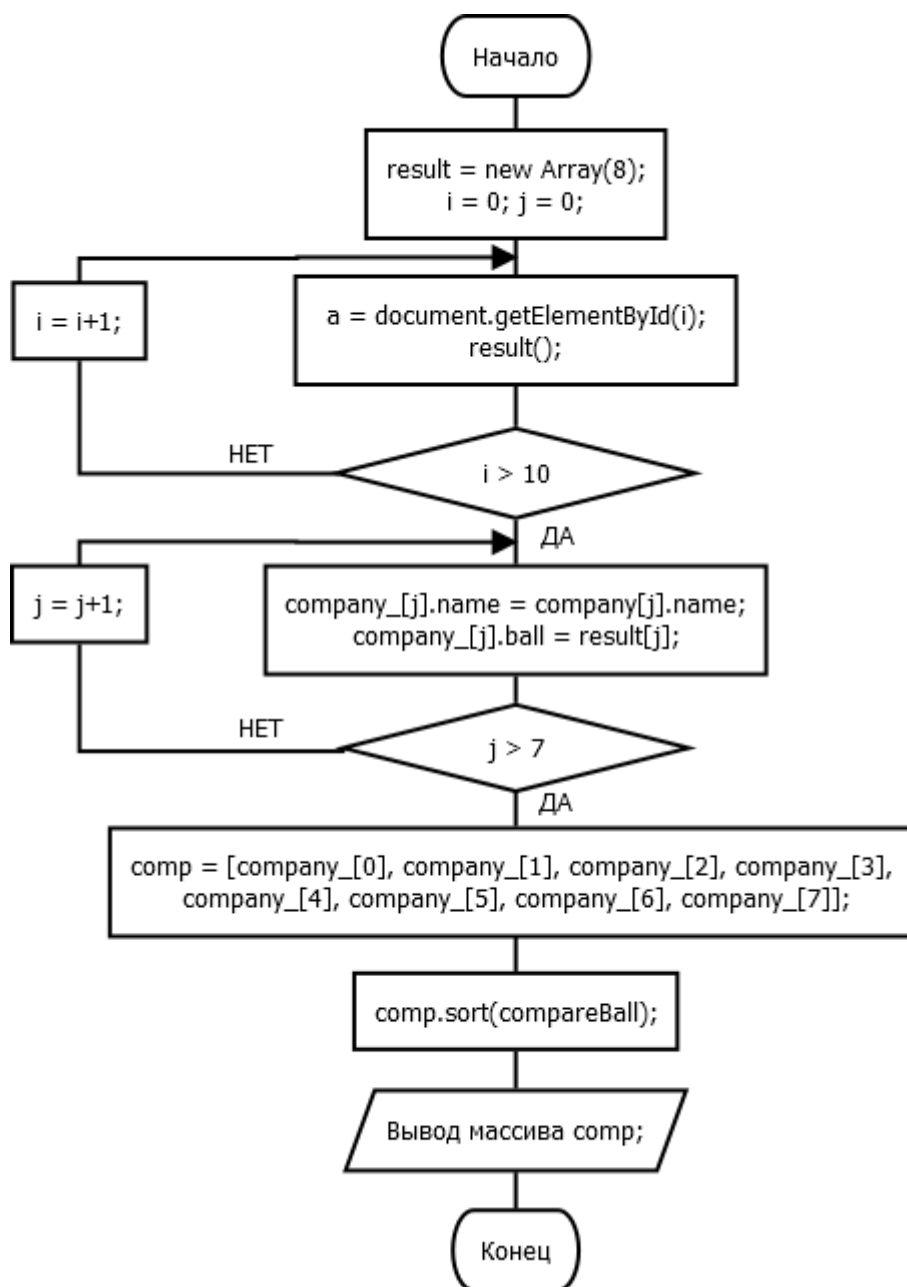 Начало
result = new Array(8);
i = 0; j = 0;
i = i+1;
a = document.getElementById(i);
result();
НЕТ
i > 10
ДА
j = j+1;
company_[j].name = company[j].name;
company_[j].ball = result[j];
НЕТ
j > 7
ДА
comp = [company_[0], company_[1], company_[2], company_[3],
company_[4], company_[5], company_[6], company_[7]];
comp.sort(compareBall);
Вывод массива comp;
Конец